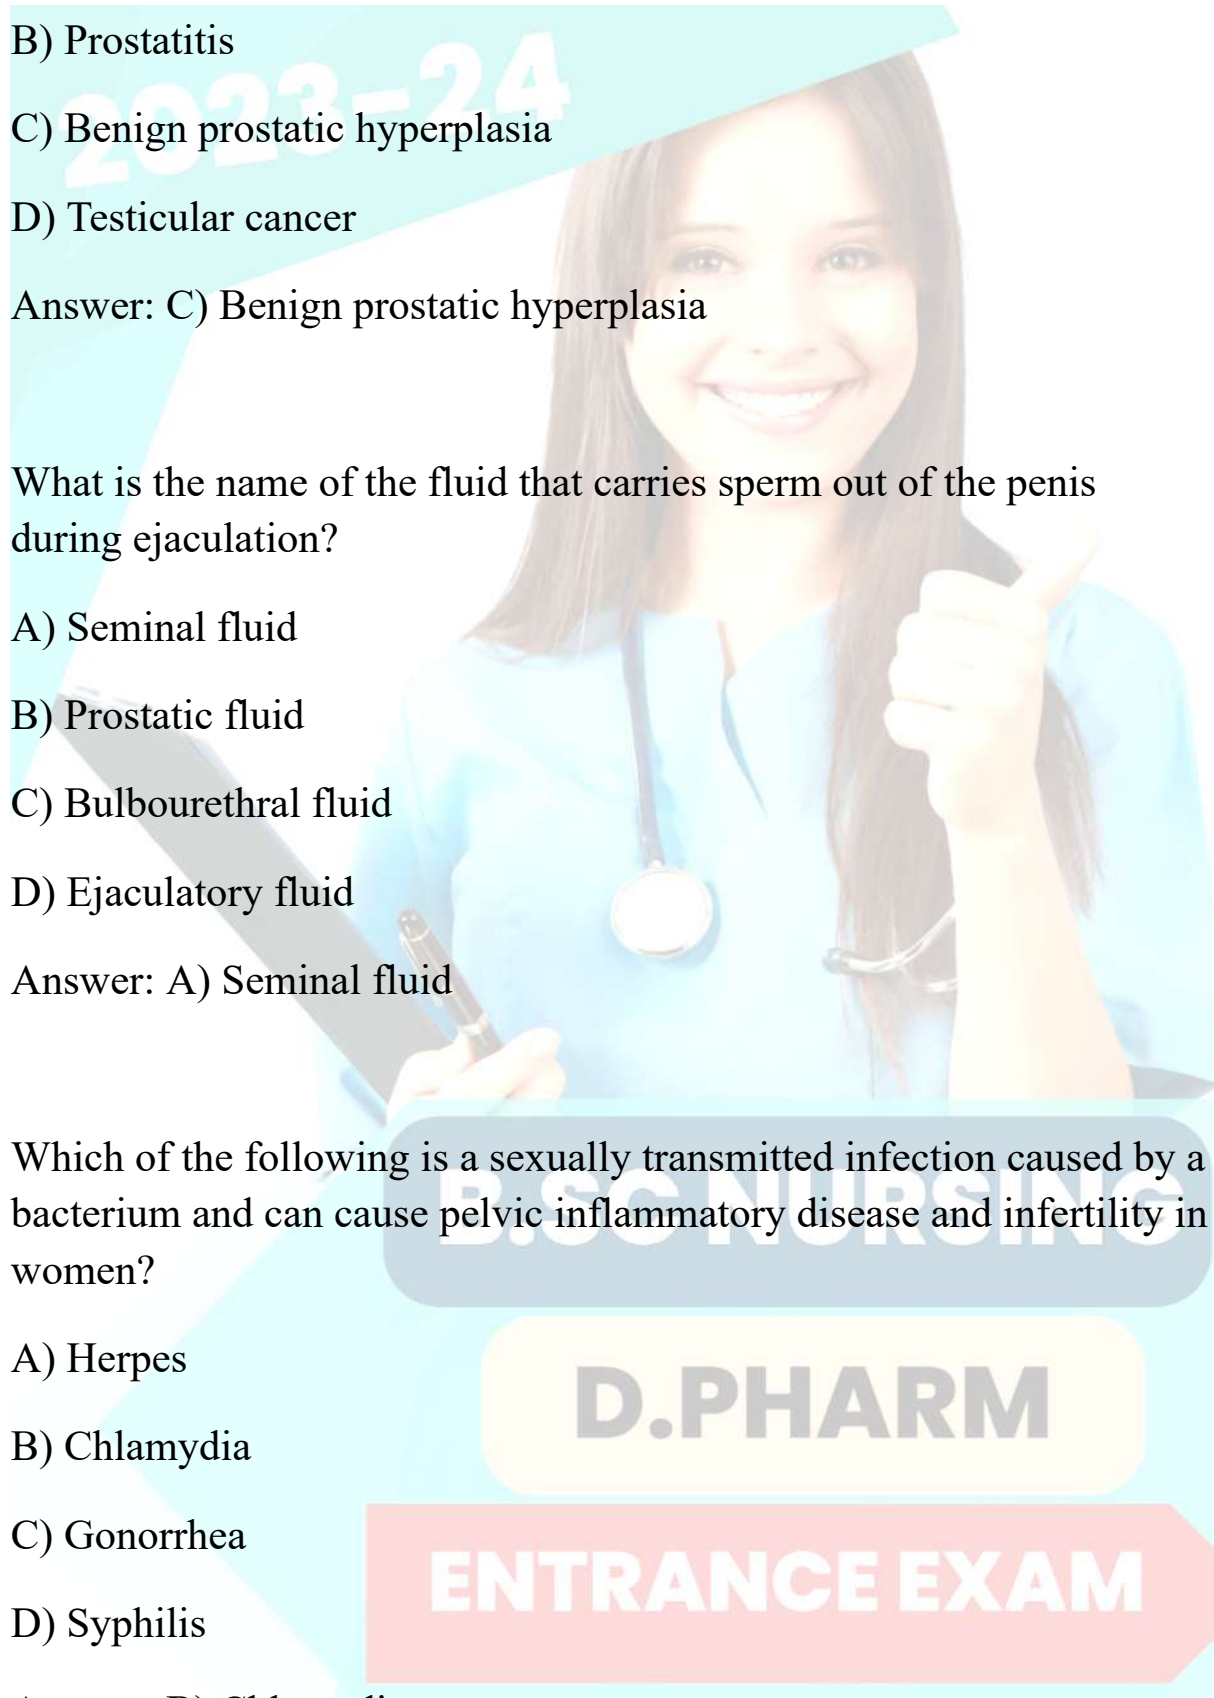 B) Prostatitis
2023-24
C) Benign prostatic hyperplasia
D) Testicular cancer
Answer: C) Benign prostatic hyperplasia
What is the name of the fluid that carries sperm out of the penis
during ejaculation?
A) Seminal fluid
B) Prostatic fluid
C) Bulbourethral fluid
D) Ejaculatory fluid
Answer: A) Seminal fluid
Which of the following is a sexually transmitted infection caused by a
bacterium and can cause pelvic inflammatory disease and infertility in
women?
B.SC NURSING
A) Herpes
D.PHARM
B) Chlamydia
C) Gonorrhea
ENTRANCE EXAM
D) Syphilis